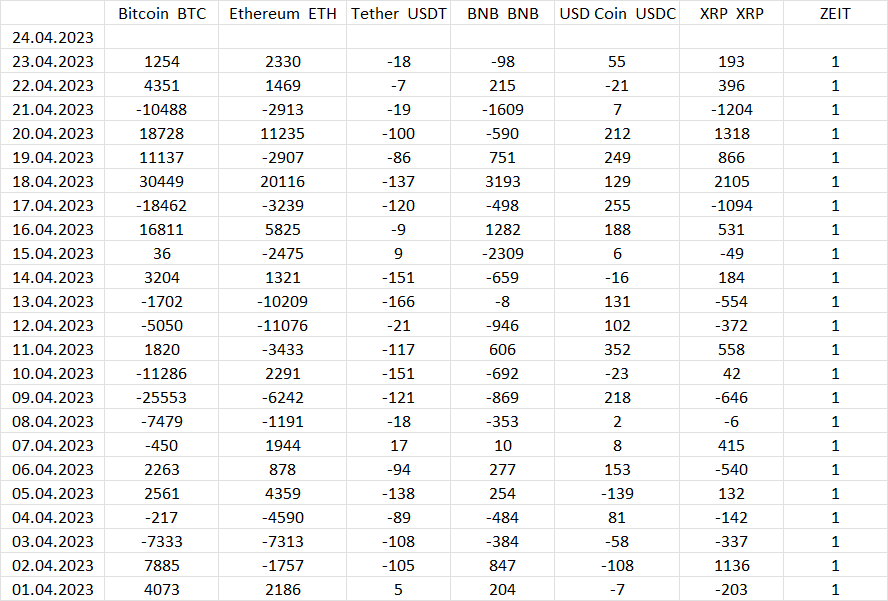 Bitcoin BTC Ethereum ETH Tether USDT BNB BNB USD Coin USDC XRP XRP ZEIT
24.04.2023
23.04.2023 1254 2330 -18 -98 55 193 1
22.04.2023 4351 1469 -7 215 -21 396 1
21.04.2023 -10488 -2913 -19 -1609 7 -1204 1
20.04.2023 18728 11235 -100 -590 212 1318 1
19.04.2023 11137 -2907 -86 751 249 866 1
18.04.2023 30449 20116 -137 3193 129 2105 1
17.04.2023 -18462 -3239 -120 -498 255 -1094 1
16.04.2023 16811 5825 -9 1282 188 531 1
15.04.2023 36 -2475 9 -2309 6 -49 1
14.04.2023 3204 1321 -151 -659 -16 184 1
13.04.2023 -1702 -10209 -166 -8 131 -554 1
12.04.2023 -5050 -11076 -21 -946 102 -372 1
11.04.2023 1820 -3433 -117 606 352 558 1
10.04.2023 -11286 2291 -151 -692 -23 42 1
09.04.2023 -25553 -6242 -121 -869 218 -646 1
08.04.2023 -7479 -1191 -18 -353 2 -6 1
07.04.2023 -450 1944 17 10 8 415 1
06.04.2023 2263 878 -94 277 153 -540 1
05.04.2023 2561 4359 -138 254 -139 132 1
04.04.2023 -217 -4590 -89 -484 81 -142 1
03.04.2023 -7333 -7313 -108 -384 -58 -337 1
02.04.2023 7885 -1757 -105 847 -108 1136 1
01.04.2023 4073 2186 5 204 -7 -203 1